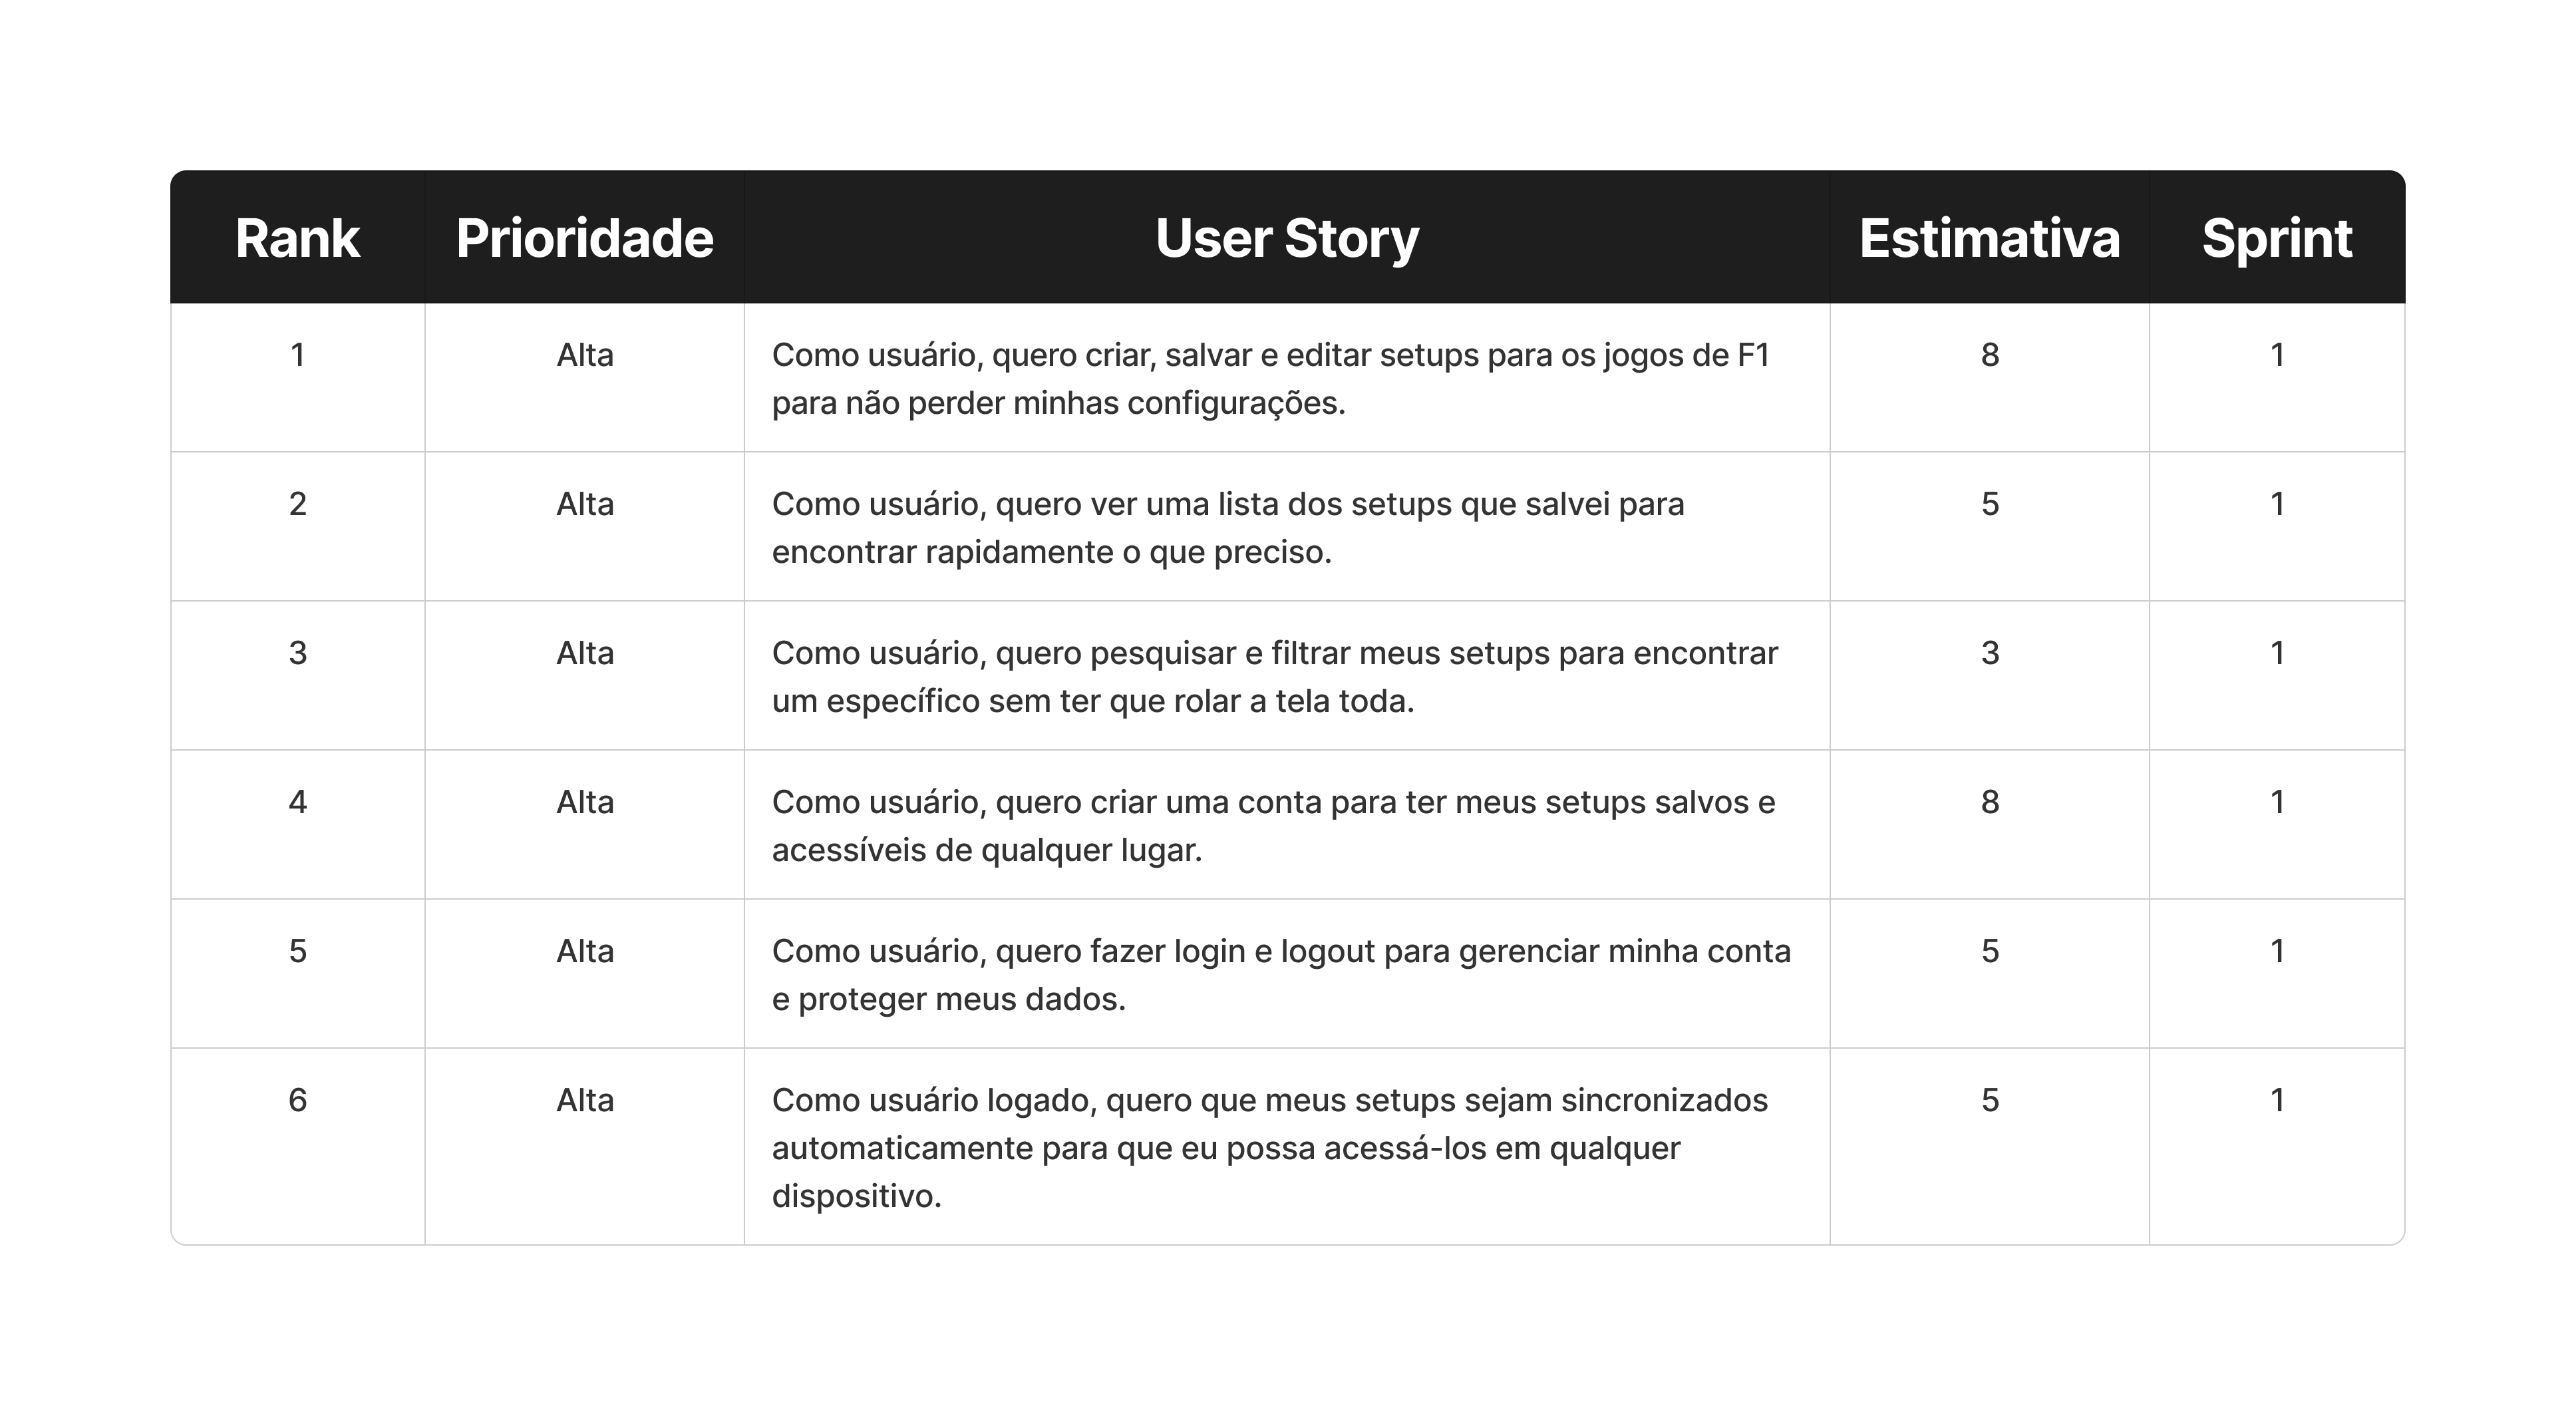 Rank Prioridade User Story Estimativa Sprint
1 Alta Como usuário, quero criar, salvar e editar setups para os jogos de F1 8 1
para não perder minhas configurações.
2 Alta Como usuário, quero ver uma lista dos setups que salvei para 5 1
encontrar rapidamente o que preciso.
3 Alta Como usuário, quero pesquisar e filtrar meus setups para encontrar 3 1
um específico sem ter que rolar a tela toda.
4 Alta Como usuário, quero criar uma conta para ter meus setups salvos e 8 1
acessíveis de qualquer lugar.
5 Alta Como usuário, quero fazer login e logout para gerenciar minha conta 5 1
e proteger meus dados.
6 Alta Como usuário logado, quero que meus setups sejam sincronizados 5 1
automaticamente para que eu possa acessá-los em qualquer
dispositivo.